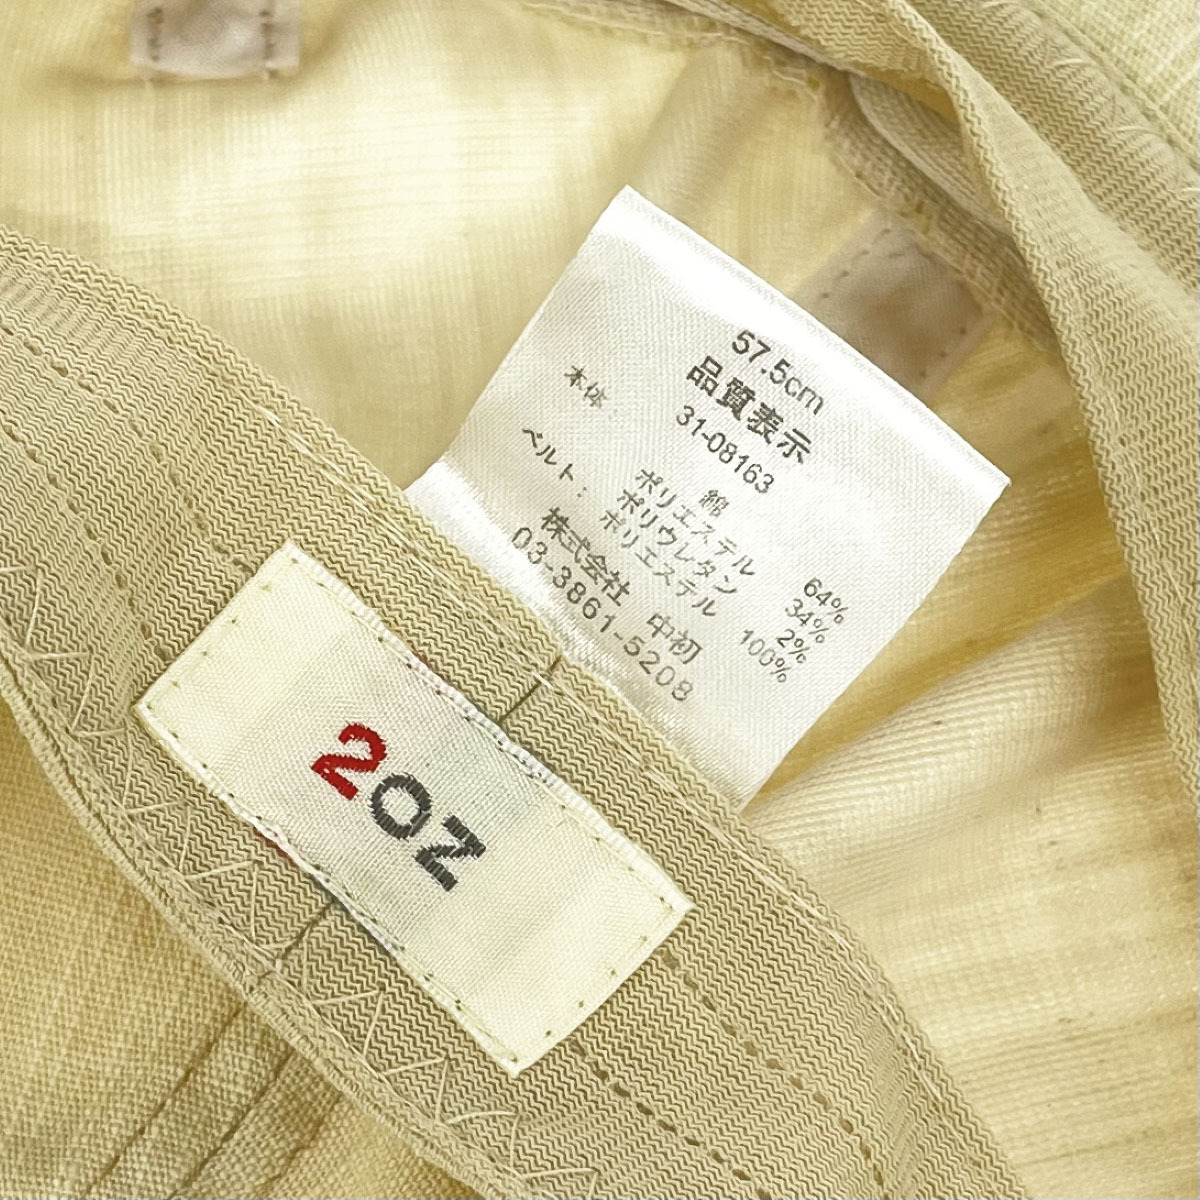 57.5cm
品質表示
31-08163
本体： 綿 64%
ポリエステル 34%
ポリウレタン 2%
ベルト： ポリエステル 100%
株式会社 中初
03-3861-5208
2OZ